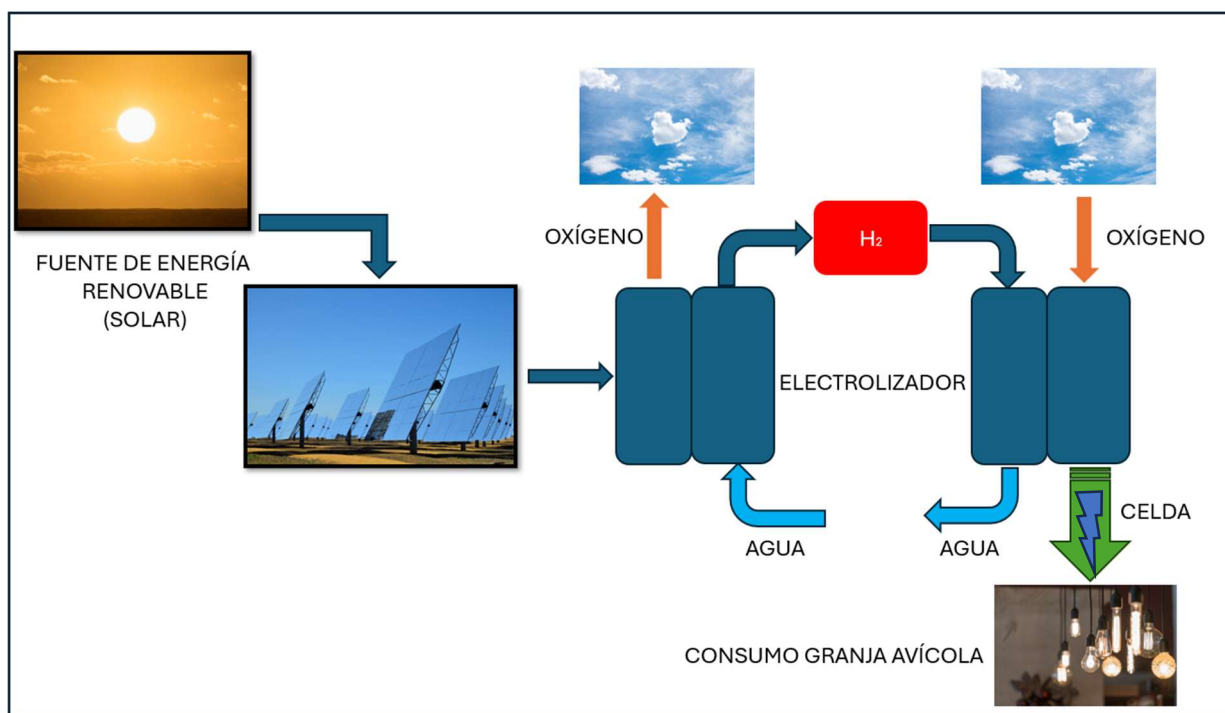 FUENTE DE ENERGÍA
RENOVABLE
(SOLAR)
OXÍGENO
H₂
OXÍGENO
ELECTROLIZADOR
AGUA
AGUA
CELDA
CONSUMO GRANJA AVÍCOLA